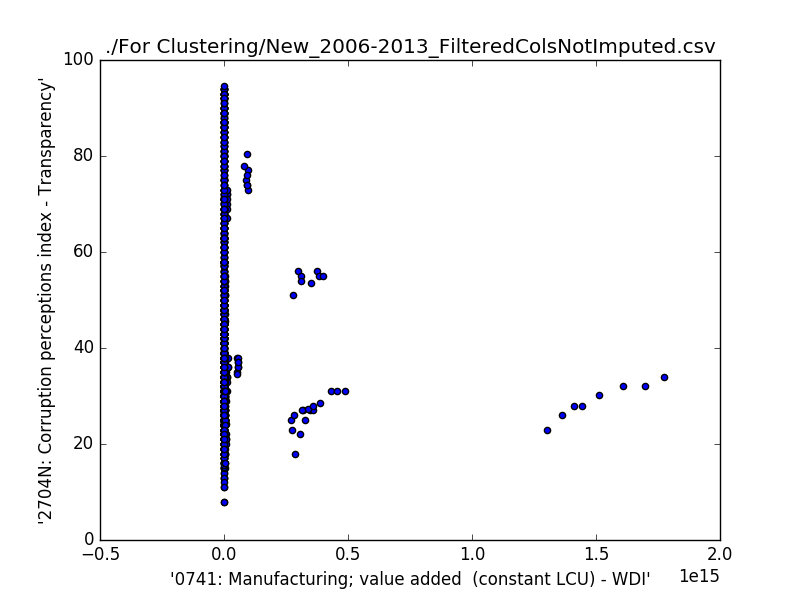 ./For Clustering/New_2006-2013_FilteredColsNotImputed.csv
100
80
60
40
20
0
'2704N: Corruption perceptions index - Transparency'
−0.5 0.0 0.5 1.0 1.5 2.0
1e15
'0741: Manufacturing; value added  (constant LCU) - WDI'